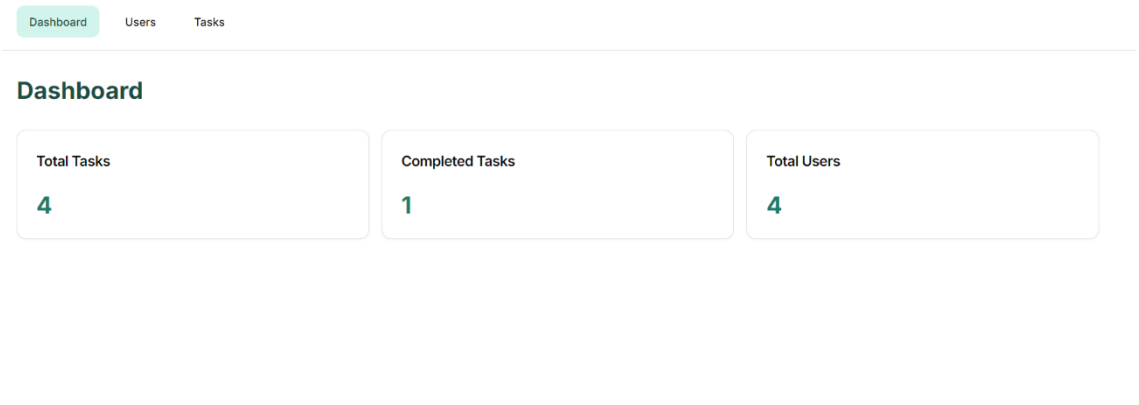 Dashboard Users Tasks
Dashboard
Total Tasks Completed Tasks Total Users
4 1 4